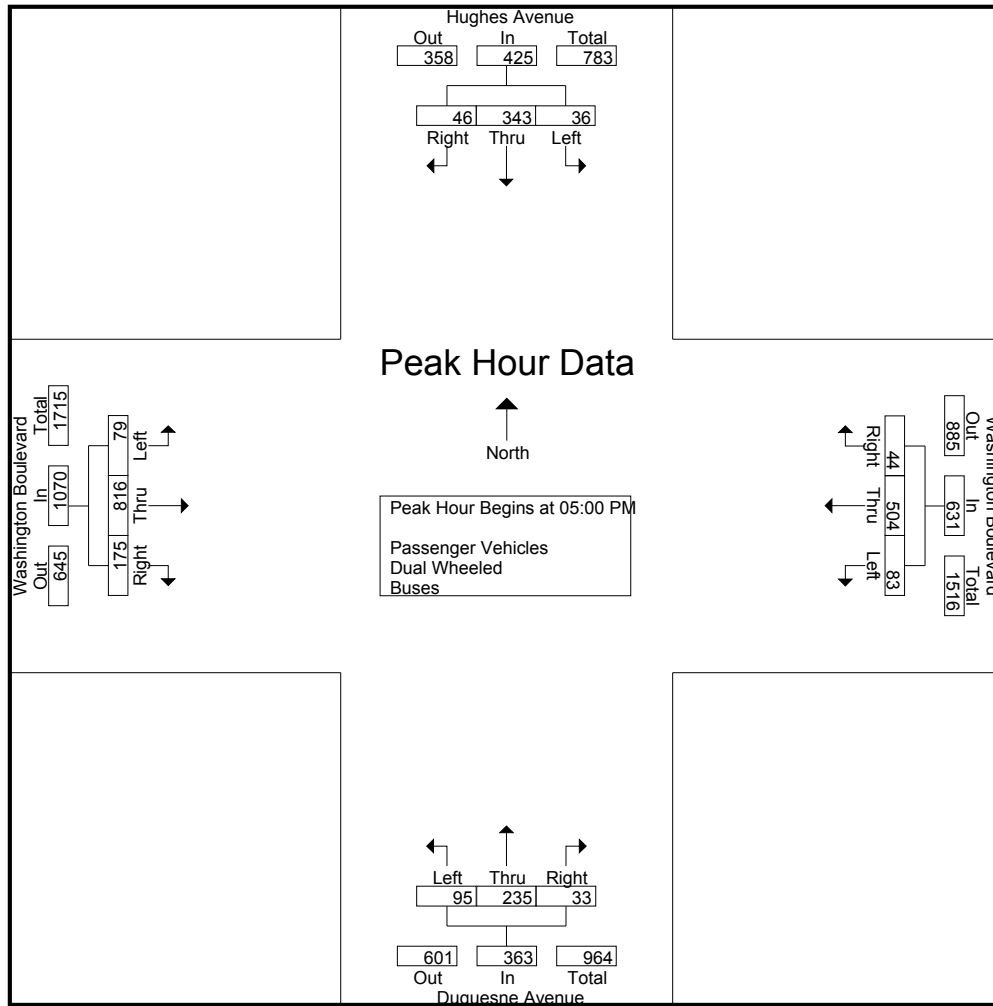 Hughes Avenue
Out In Total
358 425 783
46 343 36
Right Thru Left
Peak Hour Data
North
Peak Hour Begins at 05:00 PM
Passenger Vehicles
Dual Wheeled
Buses
Washington Boulevard
Out In Total
645 1070 1715
175 816 79
Right Thru Left
Washington Boulevard
Out In Total
885 631 1516
44 504 83
Right Thru Left
Left Thru Right
95 235 33
601 363 964
Out In Total
Duquesne Avenue